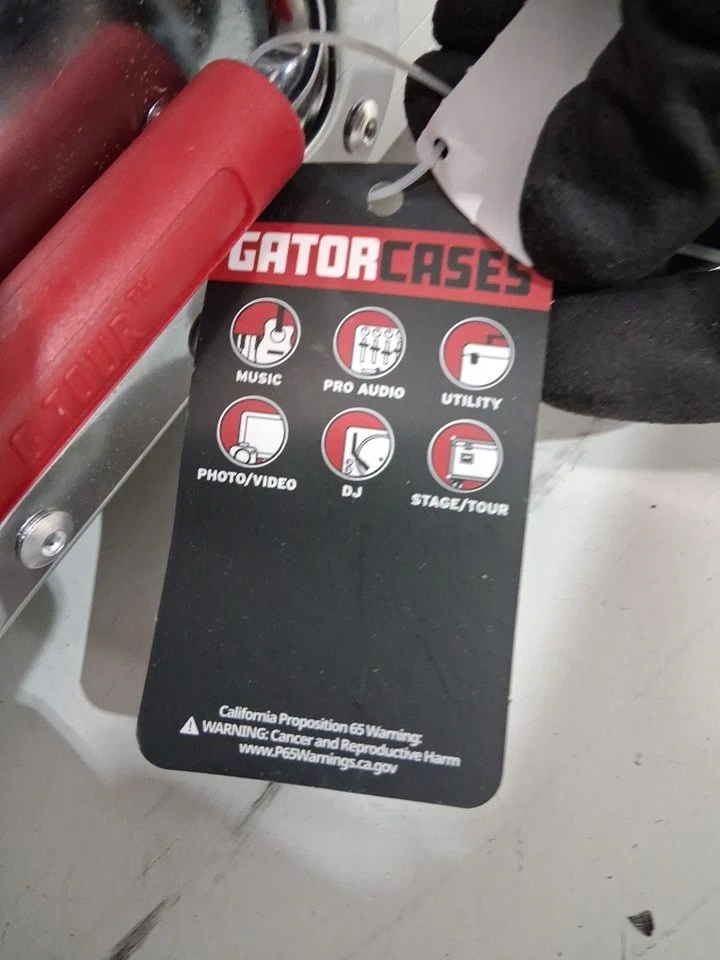 GATORCASES
MUSIC
PRO AUDIO
UTILITY
PHOTO/VIDEO
DJ
STAGE/TOUR
California Proposition 65 Warning:
WARNING: Cancer and Reproductive Harm
www.P65Warnings.ca.gov
G TOUR™